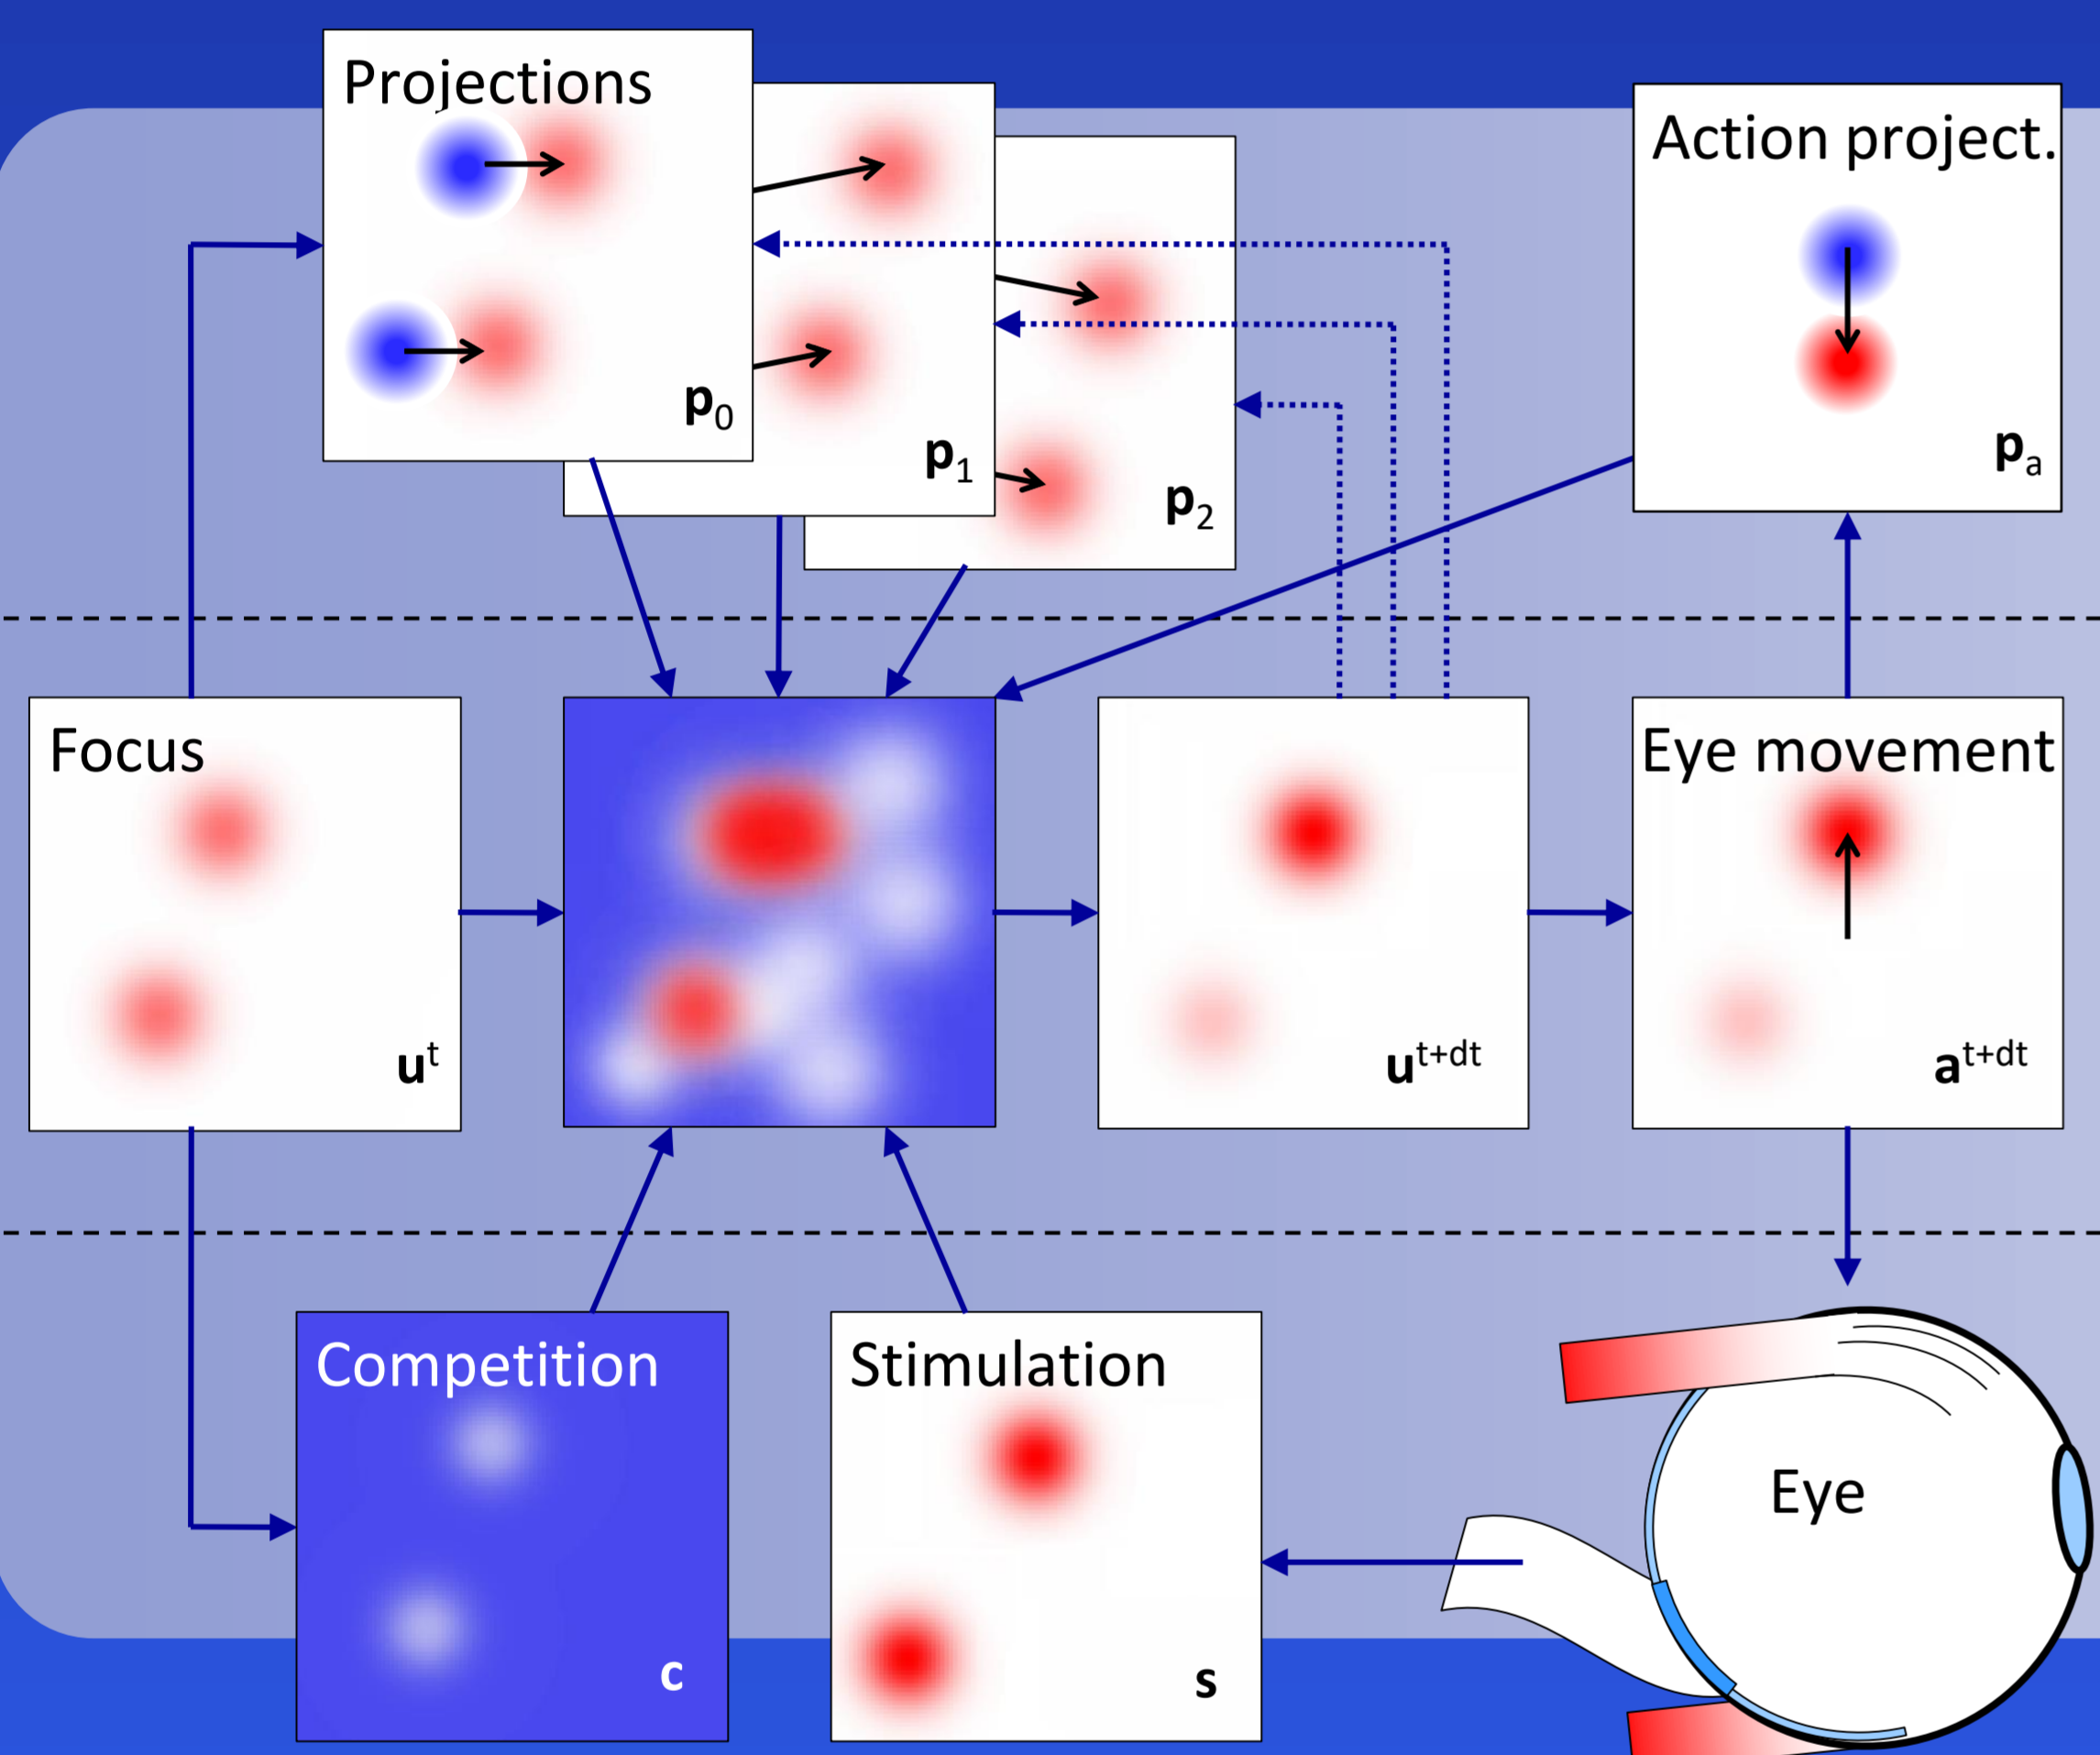 Projections
p0
p1
p2
Action project.
pa
Focus
ut
ut+dt
Eye movement
at+dt
Competition
c
Stimulation
s
Eye